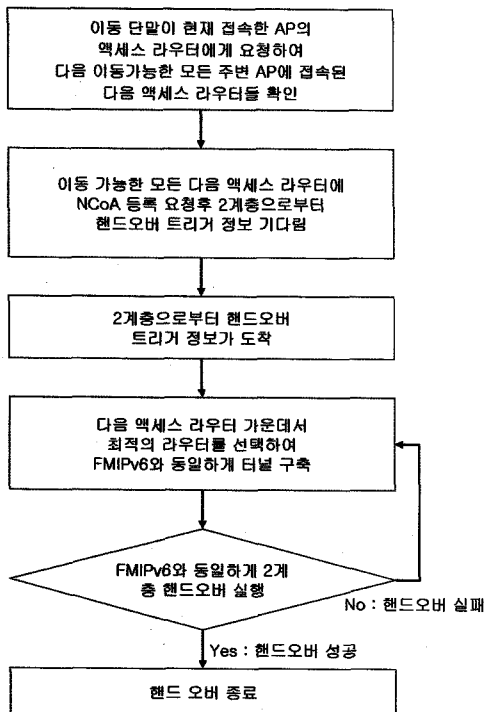 이동 단말이 현재 접속한 AP의
액세스 라우터에게 요청하여
다음 이동가능한 모든 주변 AP에 접속된
다음 액세스 라우터를 확인
이동 가능한 모든 다음 액세스 라우터에
NCoA 등록 요청후 2계층으로부터
핸드오버 트리거 정보 기다림
2계층으로부터 핸드오버
트리거 정보가 도착
다음 액세스 라우터 가운데서
최적의 라우터를 선택하여
FMIPv6와 동일하게 터널 구축
FMIPv6와 동일하게 2계
층 핸드오버 실행
No : 핸드오버 실패
Yes : 핸드오버 성공
핸드 오버 종료